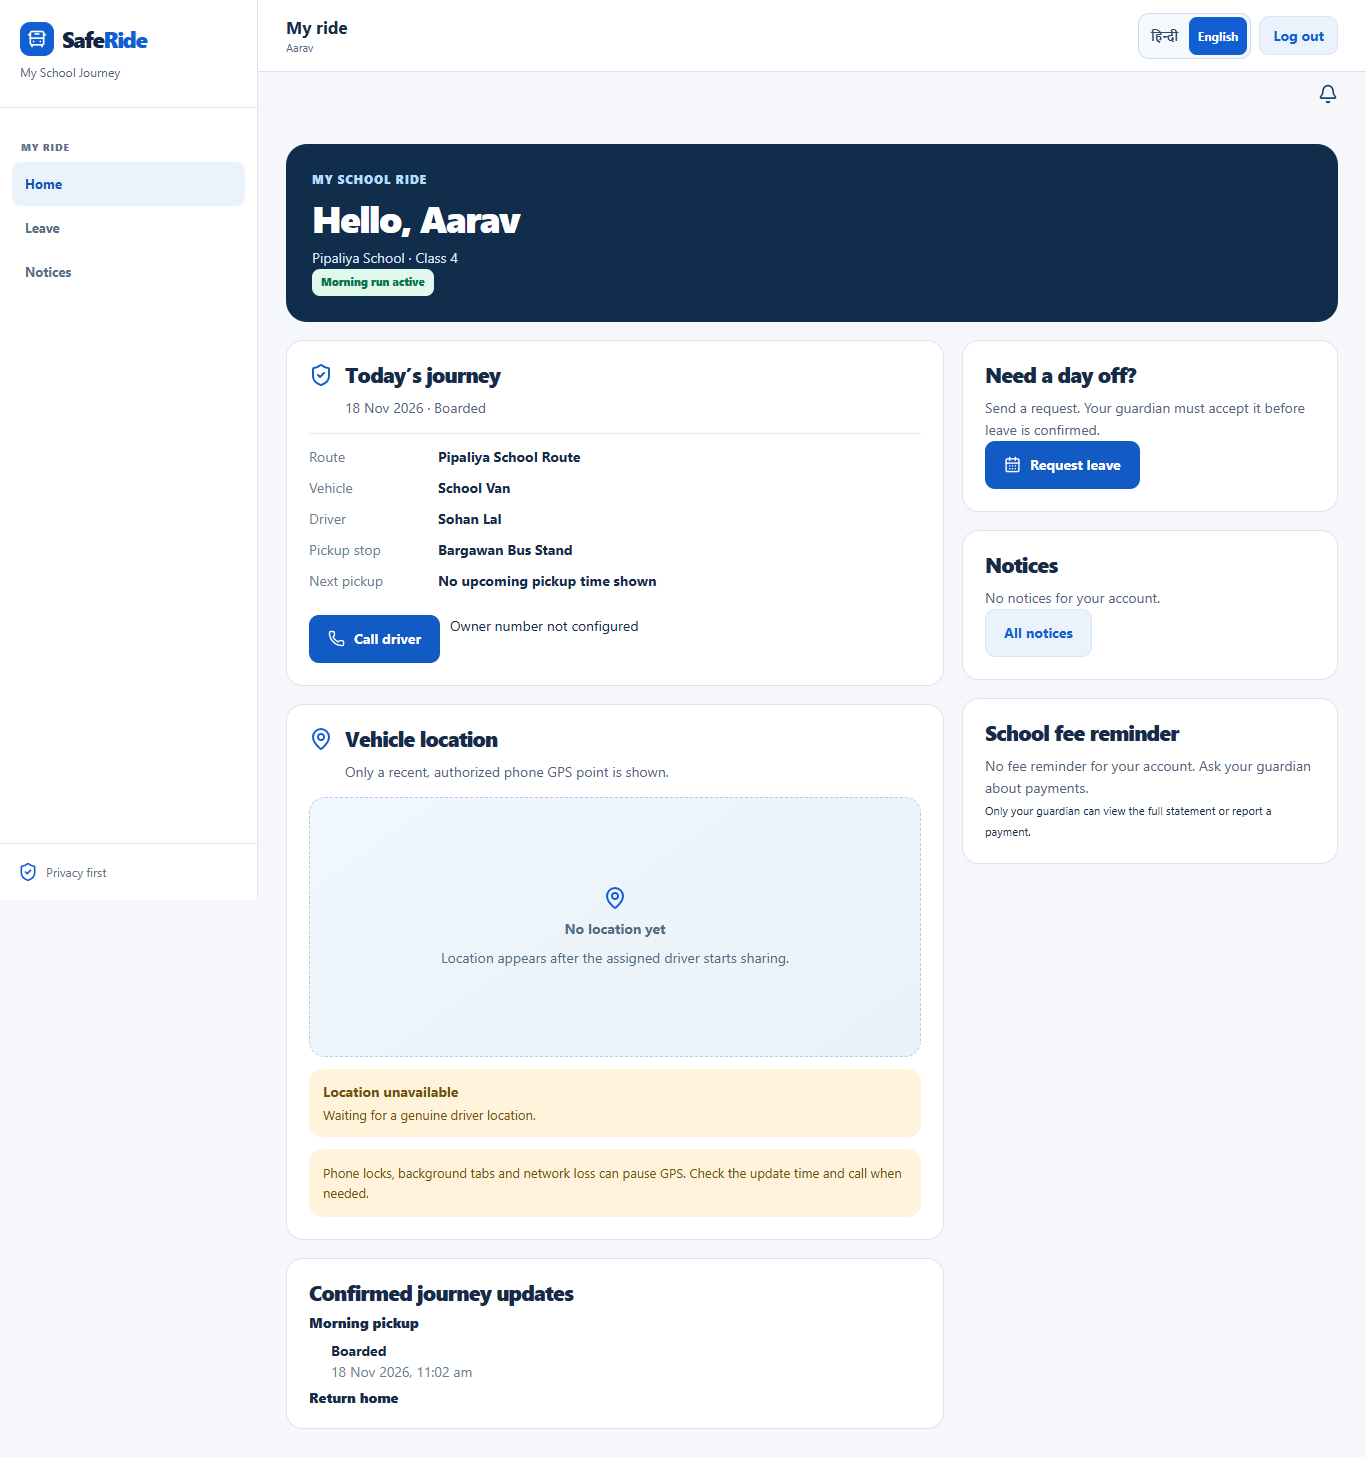 SafeRide
My School Journey
MY RIDE
Home
Leave
Notices
Privacy first
My ride
Aarav
हिन्दी
English
Log out
MY SCHOOL RIDE
Hello, Aarav
Pipaliya School · Class 4
Morning run active
Today's journey
18 Nov 2026 · Boarded
Route Pipaliya School Route
Vehicle School Van
Driver Sohan Lal
Pickup stop Bargawan Bus Stand
Next pickup No upcoming pickup time shown
Call driver
Owner number not configured
Vehicle location
Only a recent, authorized phone GPS point is shown.
No location yet
Location appears after the assigned driver starts sharing.
Location unavailable
Waiting for a genuine driver location.
Phone locks, background tabs and network loss can pause GPS. Check the update time and call when
needed.
Confirmed journey updates
Morning pickup
Boarded
18 Nov 2026, 11:02 am
Return home
Need a day off?
Send a request. Your guardian must accept it before
leave is confirmed.
Request leave
Notices
No notices for your account.
All notices
School fee reminder
No fee reminder for your account. Ask your guardian
about payments.
Only your guardian can view the full statement or report a
payment.